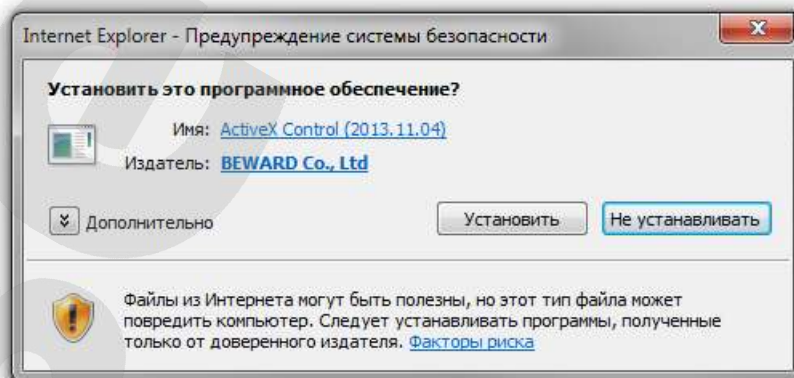 Internet Explorer - Предупреждение системы безопасности
Установить это программное обеспечение?
Имя: ActiveX Control (2013.11.04)
Издатель: BEWARD Co., Ltd
Дополнительно
Установить
Не устанавливать
Файлы из Интернета могут быть полезны, но этот тип файла может
повредить компьютер. Следует устанавливать программы, полученные
только от доверенного издателя. Факторы риска